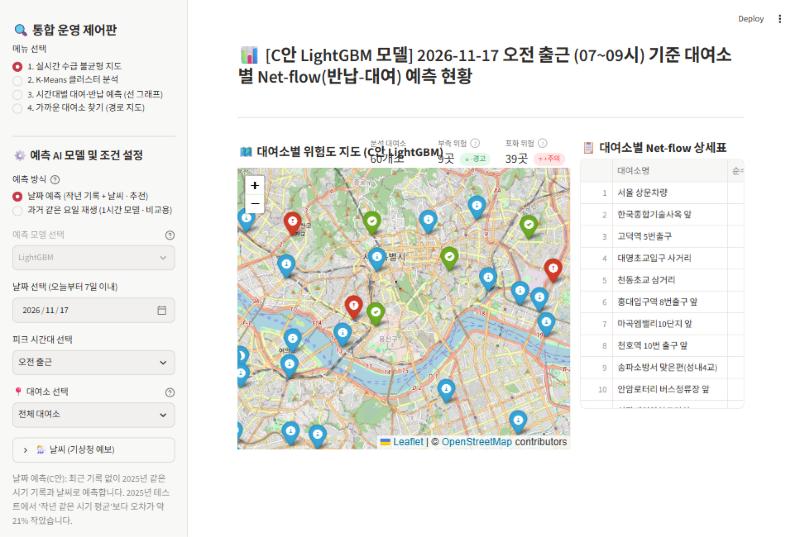 통합 운영 제어판
메뉴 선택
1. 실시간 수급 불균형 지도
2. K-Means 클러스터 분석
3. 시간대별 대여·반납 예측 (선 그래프)
4. 가까운 대여소 찾기 (경로 지도)
예측 AI 모델 및 조건 설정
예측 방식
날짜 예측 (작년 기록 + 날씨 · 추천)
과거 같은 요일 재생 (1시간 모델 · 비교용)
예측 모델 선택
LightGBM
날짜 선택 (오늘부터 7일 이내)
2026/11/17
피크 시간대 선택
오전 출근
대여소 선택
전체 대여소
날씨 (기상청 예보)
날짜 예측(C안): 최근 기록 없이 2025년 같은
시기 기록과 날씨로 예측합니다. 2025년 테스
트에서 '작년 같은 시기 평균'보다 오차가 약
21% 작았습니다.
Deploy
[C안 LightGBM 모델] 2026-11-17 오전 출근 (07~09시) 기준 대여소
별 Net-flow(반납-대여) 예측 현황
대여소별 위험도 지도 (C안 LightGBM)
분석 대여소
60개소
부족 위험
9곳
경고
포화 위험
39곳
주의
+
−
Leaflet | © OpenStreetMap contributors
대여소별 Net-flow 상세표
대여소명
1 서울 상운차량
2 한국종합기술사옥 앞
3 고덕역 5번출구
4 대명초교입구 사거리
5 천동초교 삼거리
6 홍대입구역 8번출구 앞
7 마곡엠밸리10단지 앞
8 천호역 10번 출구 앞
9 송파소방서 맞은편(성내4교)
10 안암로터리 버스정류장 앞